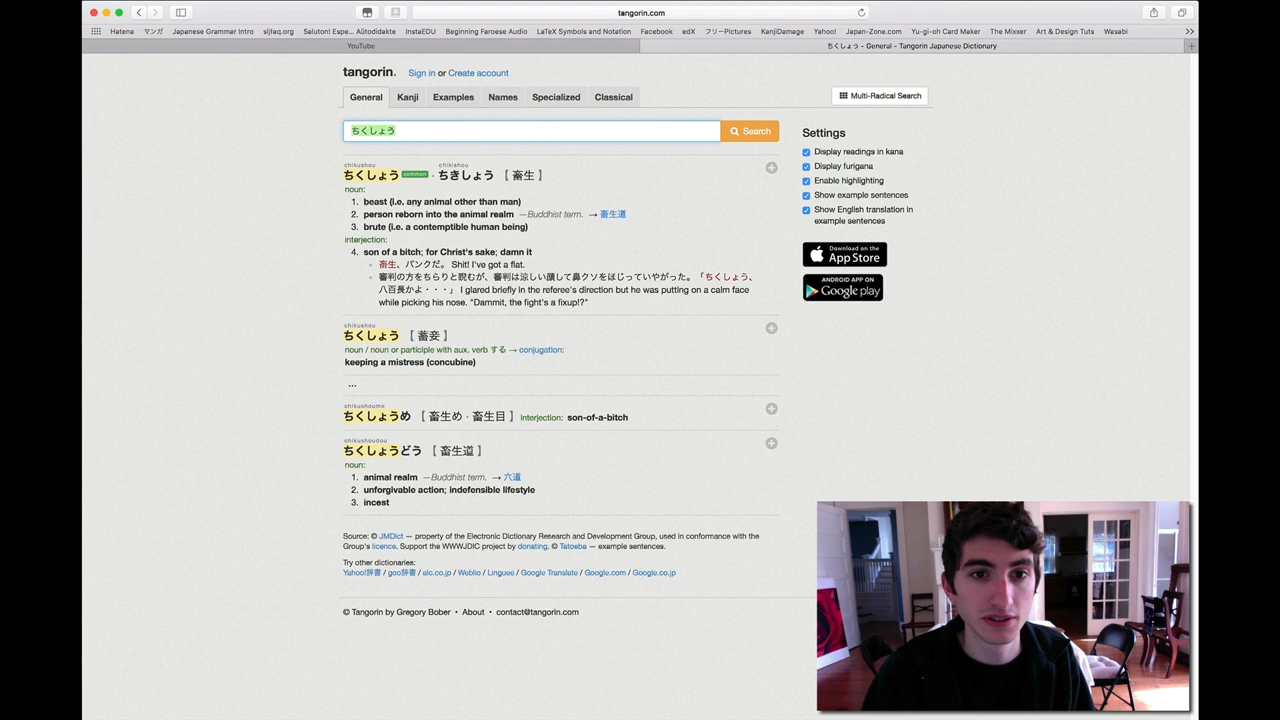 tangorin.com
Hatena マンガ Japanese Grammar Intro sljfaq.org Saluton! Espe... Aŭtodidakte InstaEDU Beginning Faroese Audio LaTeX Symbols and Notation Facebook edX フリーPictures KanjiDamage Yahoo! Japan-Zone.com Yu-gi-oh Card Maker The Mixxer Art & Design Tuts Wasabi
YouTube ちくしょう - General - Tangorin Japanese Dictionary
tangorin. Sign in or Create account
General Kanji Examples Names Specialized Classical Multi-Radical Search
ちくしょう Search
Settings
Display readings in kana
Display furigana
Enable highlighting
Show example sentences
Show English translation in
example sentences
Download on the
App Store
ANDROID APP ON
Google play
chikushou chikishou
ちくしょう common · ちきしょう 【 畜生 】
noun:
1. beast (i.e. any animal other than man)
2. person reborn into the animal realm —Buddhist term. → 畜生道
3. brute (i.e. a contemptible human being)
interjection:
4. son of a bitch; for Christ's sake; damn it
畜生、パンクだ。 Shit! I've got a flat.
審判の方をちらりと睨むが、審判は涼しい顔して鼻クソをほじっていやがった。「ちくしょう、
八百長かよ・・・」 I glared briefly in the referee's direction but he was putting on a calm face
while picking his nose. "Dammit, the fight's a fixup!?"
chikushou
ちくしょう 【 蓄妾 】
noun / noun or participle with aux. verb する → conjugation:
keeping a mistress (concubine)
...
chikushoume
ちくしょうめ 【 畜生め · 畜生目 】 interjection: son-of-a-bitch
chikushoudou
ちくしょうどう 【 畜生道 】
noun:
1. animal realm —Buddhist term. → 六道
2. unforgivable action; indefensible lifestyle
3. incest
Source: © JMDict — property of the Electronic Dictionary Research and Development Group, used in conformance with the
Group's licence. Support the WWWJDIC project by donating. © Tatoeba — example sentences.
Try other dictionaries:
Yahoo!辞書 / goo辞書 / alc.co.jp / Weblio / Linguee / Google Translate / Google.com / Google.co.jp
© Tangorin by Gregory Bober • About • contact@tangorin.com